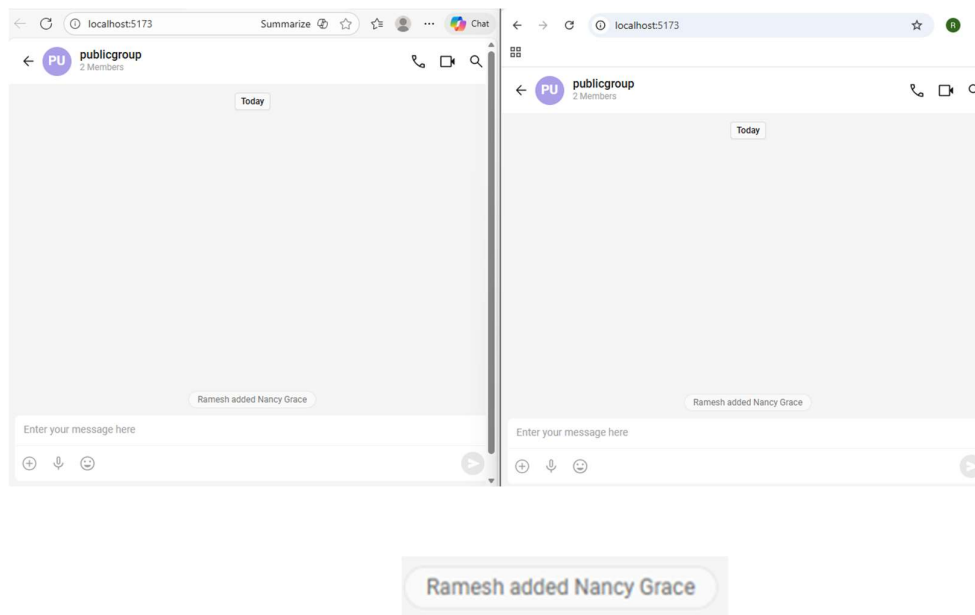 localhost:5173
Summarize
Chat
PU
publicgroup
2 Members
Today
Ramesh added Nancy Grace
Enter your message here
localhost:5173
R
PU
publicgroup
2 Members
Today
Ramesh added Nancy Grace
Enter your message here
Ramesh added Nancy Grace